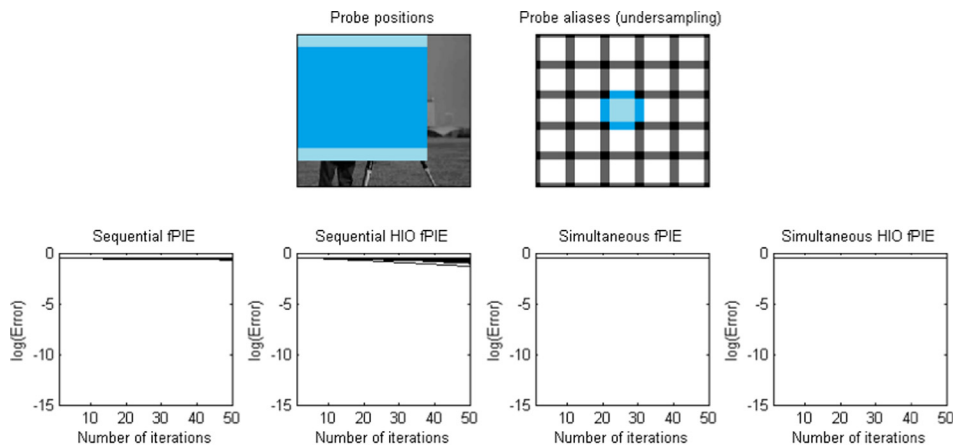 Probe positions
Probe aliases (undersampling)
Sequential fPIE
Sequential HIO fPIE
Simultaneous fPIE
Simultaneous HIO fPIE
log(Error)
0
-5
-10
-15
10 20 30 40 50
Number of iterations
log(Error)
0
-5
-10
-15
10 20 30 40 50
Number of iterations
log(Error)
0
-5
-10
-15
10 20 30 40 50
Number of iterations
log(Error)
0
-5
-10
-15
10 20 30 40 50
Number of iterations